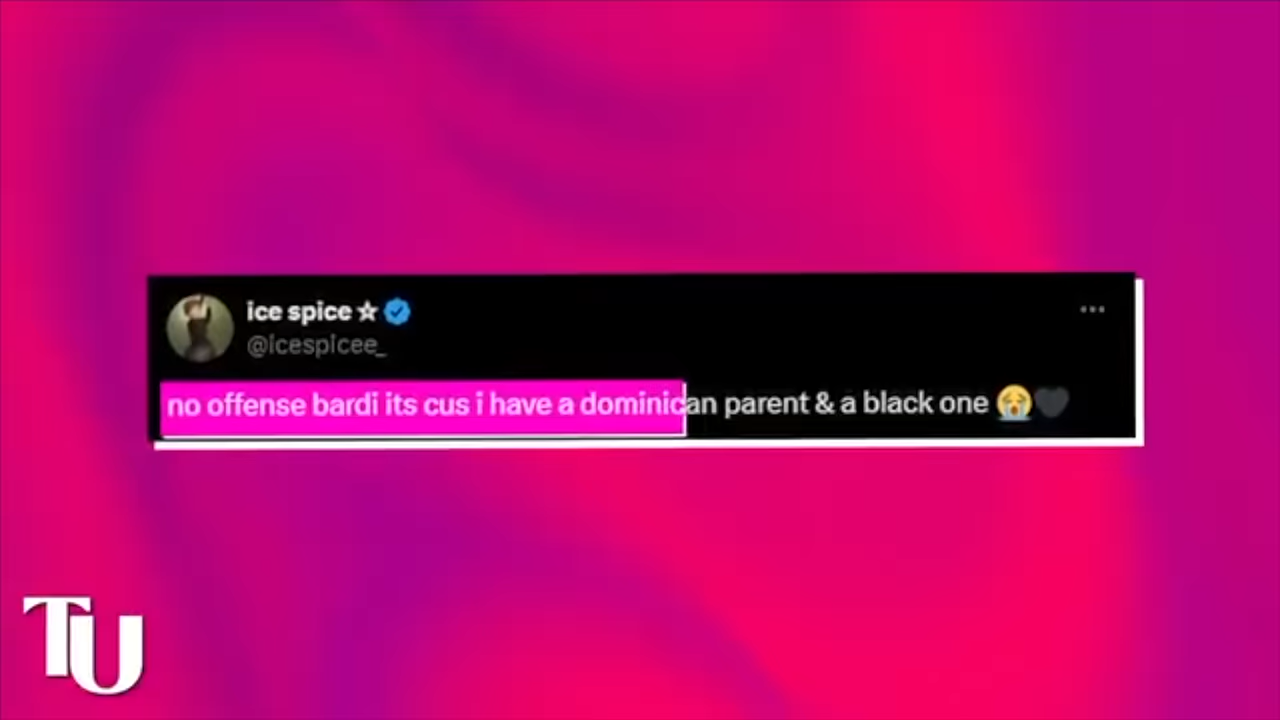 ice spice ☆
@icespicee_
no offense bardi its cus i have a dominican parent & a black one 😭🖤
TU